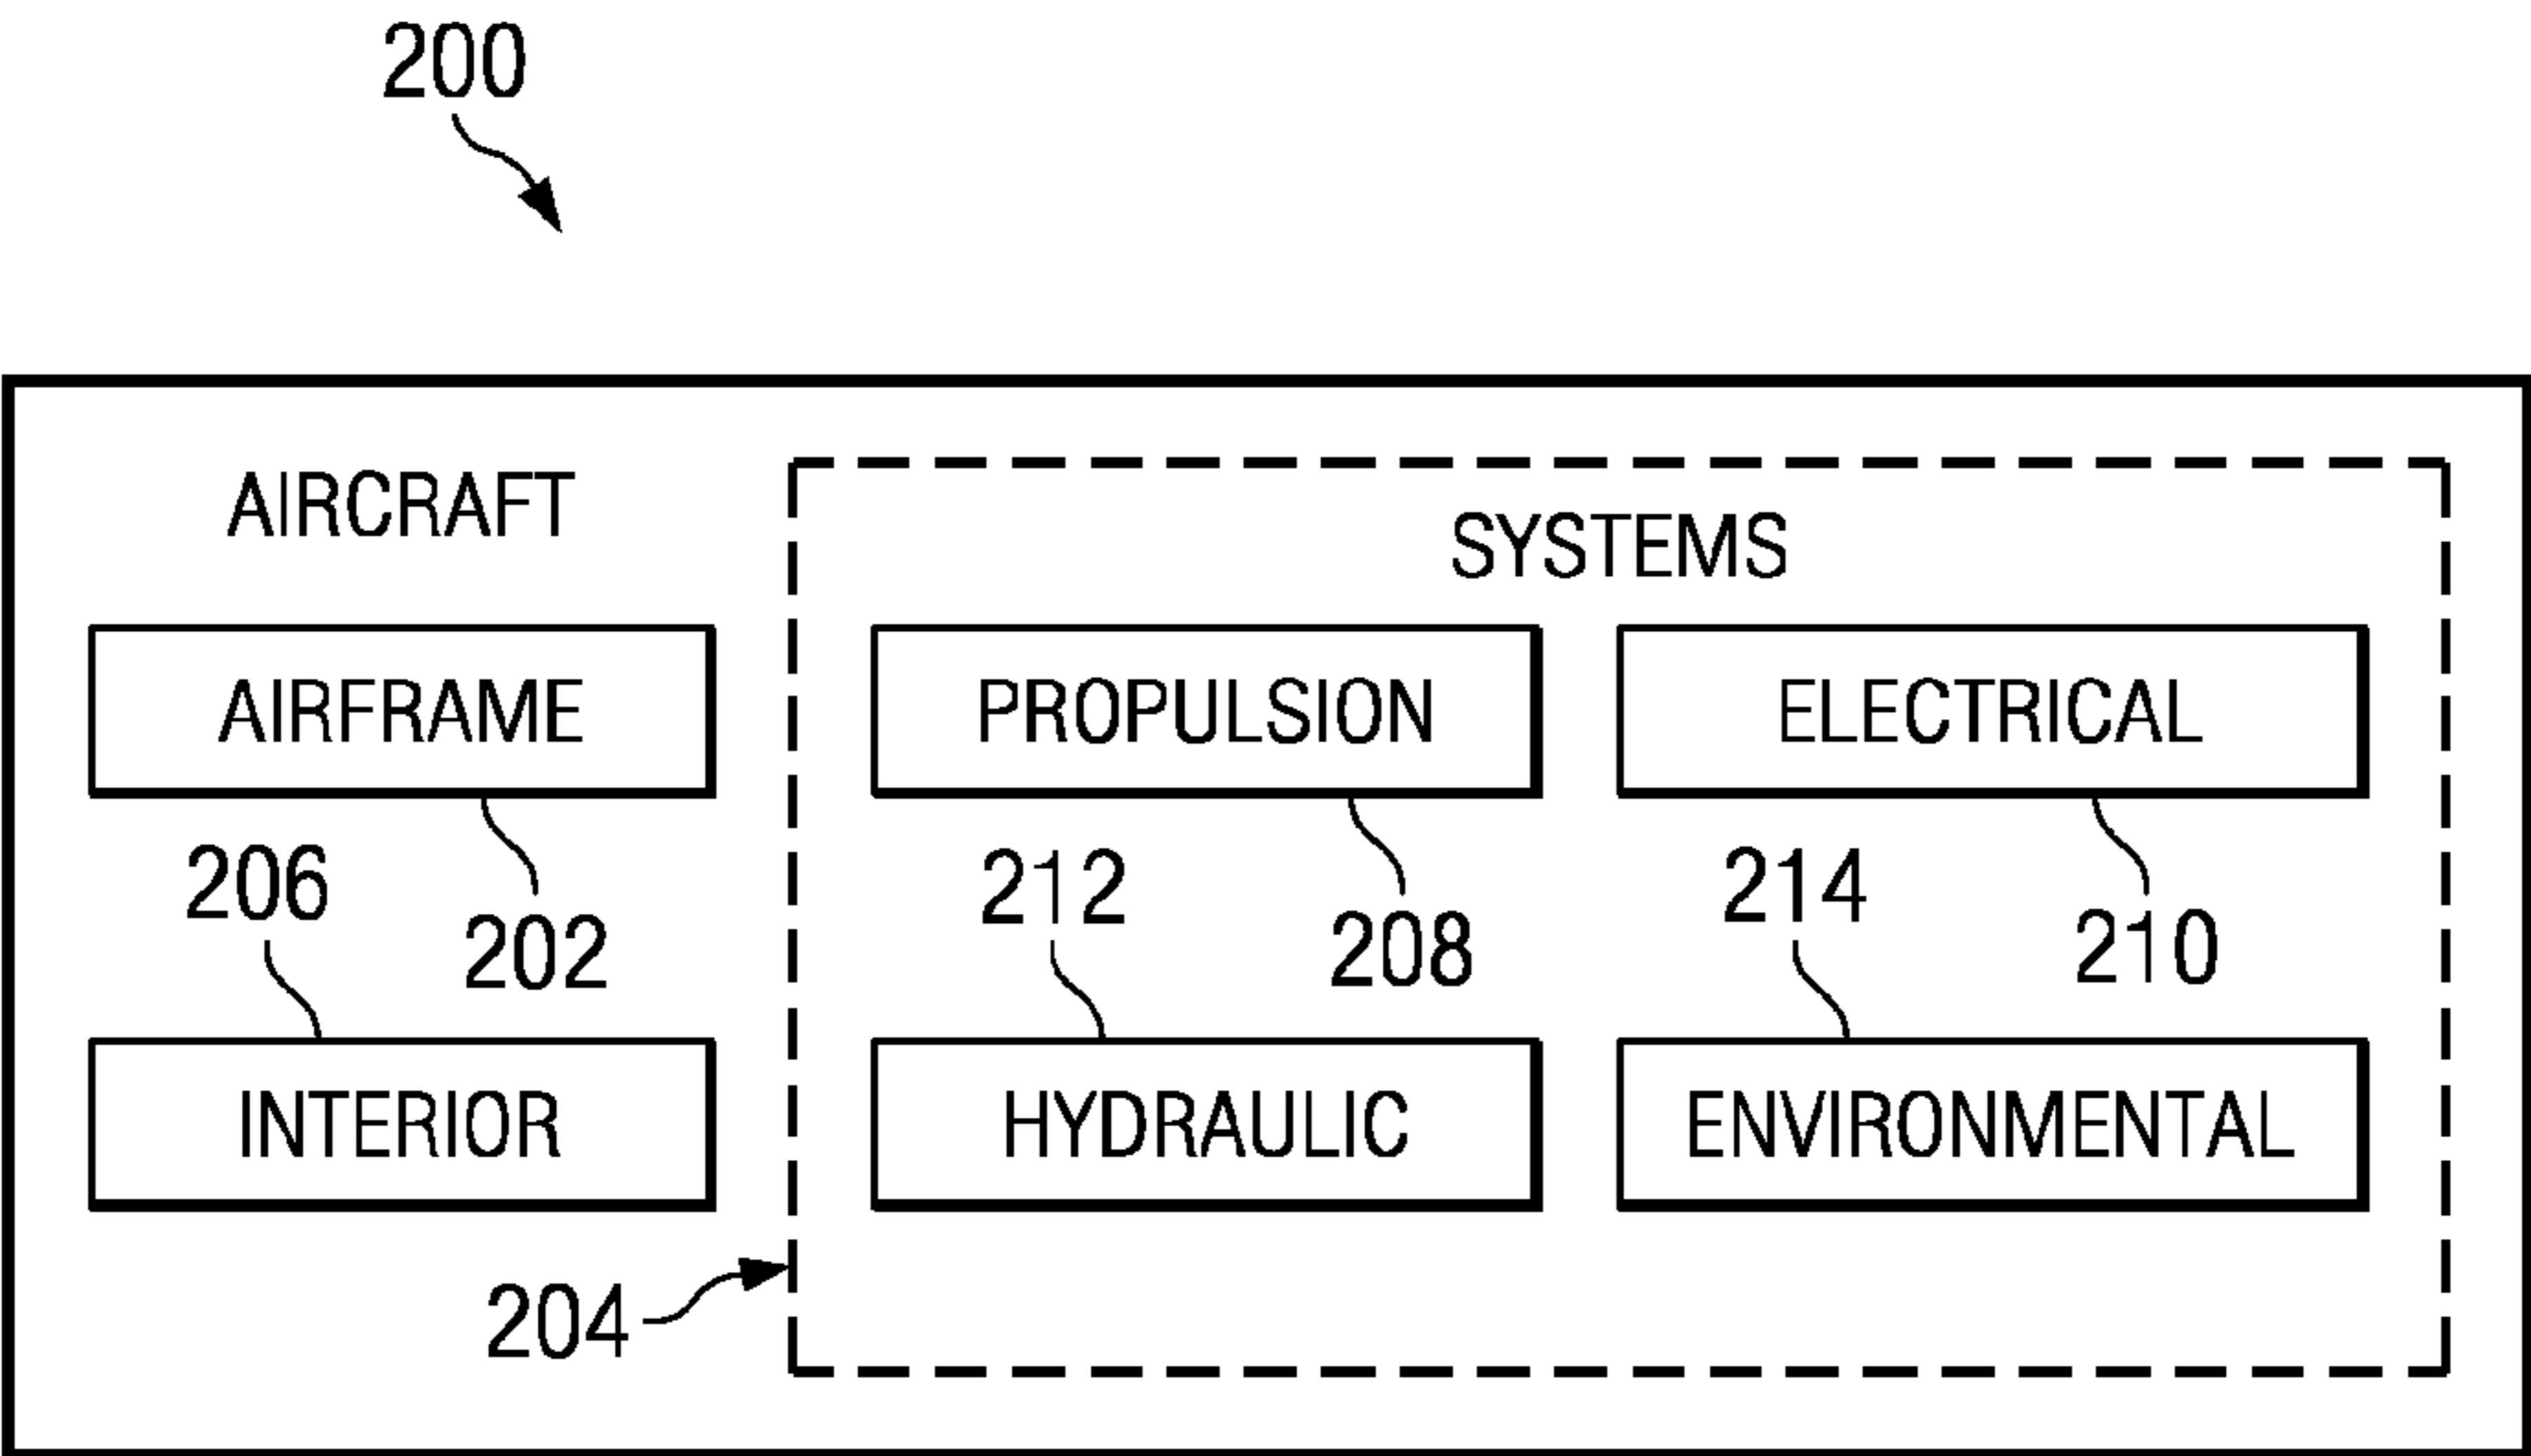 200
AIRCRAFT
SYSTEMS
AIRFRAME
PROPULSION
ELECTRICAL
206
202
212
208
214
210
INTERIOR
HYDRAULIC
ENVIRONMENTAL
204